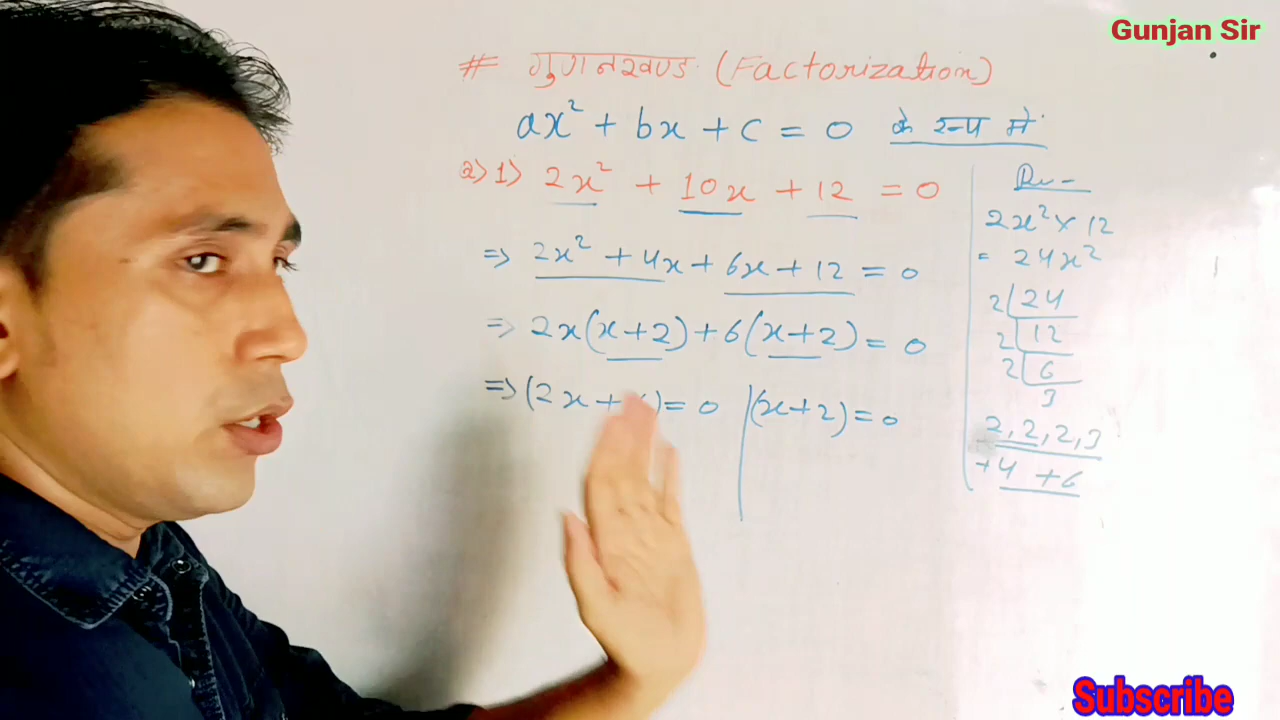 Gunjan Sir
# गुणनखण्ड (Factorization)
ax² + bx + c = 0 के रूप में
1) 2x² + 10x + 12 = 0
=> 2x² + 4x + 6x + 12 = 0
=> 2x(x+2) + 6(x+2) = 0
=> (2x + )= 0 | (x+2) = 0
2x² × 12
= 24x²
2 24
2 12
2 6
3
2, 2, 2, 3
+4 +6
Subscribe